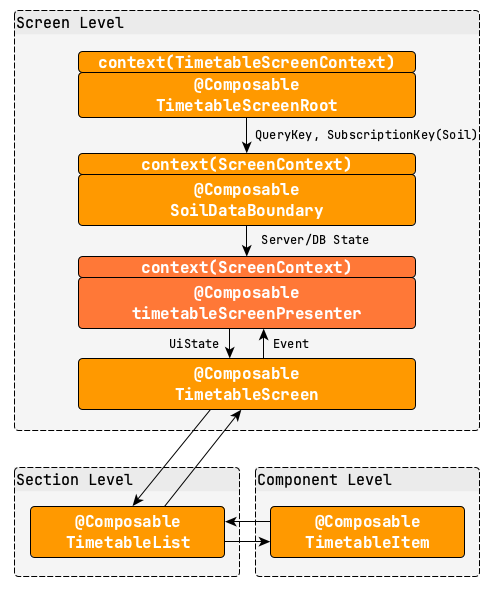 Screen Level
context(TimetableScreenContext)
@Composable
TimetableScreenRoot
QueryKey, SubscriptionKey(Soil)
context(ScreenContext)
@Composable
SoilDataBoundary
Server/DB State
context(ScreenContext)
@Composable
timetableScreenPresenter
UiState
Event
@Composable
TimetableScreen
Section Level
@Composable
TimetableList
Component Level
@Composable
TimetableItem